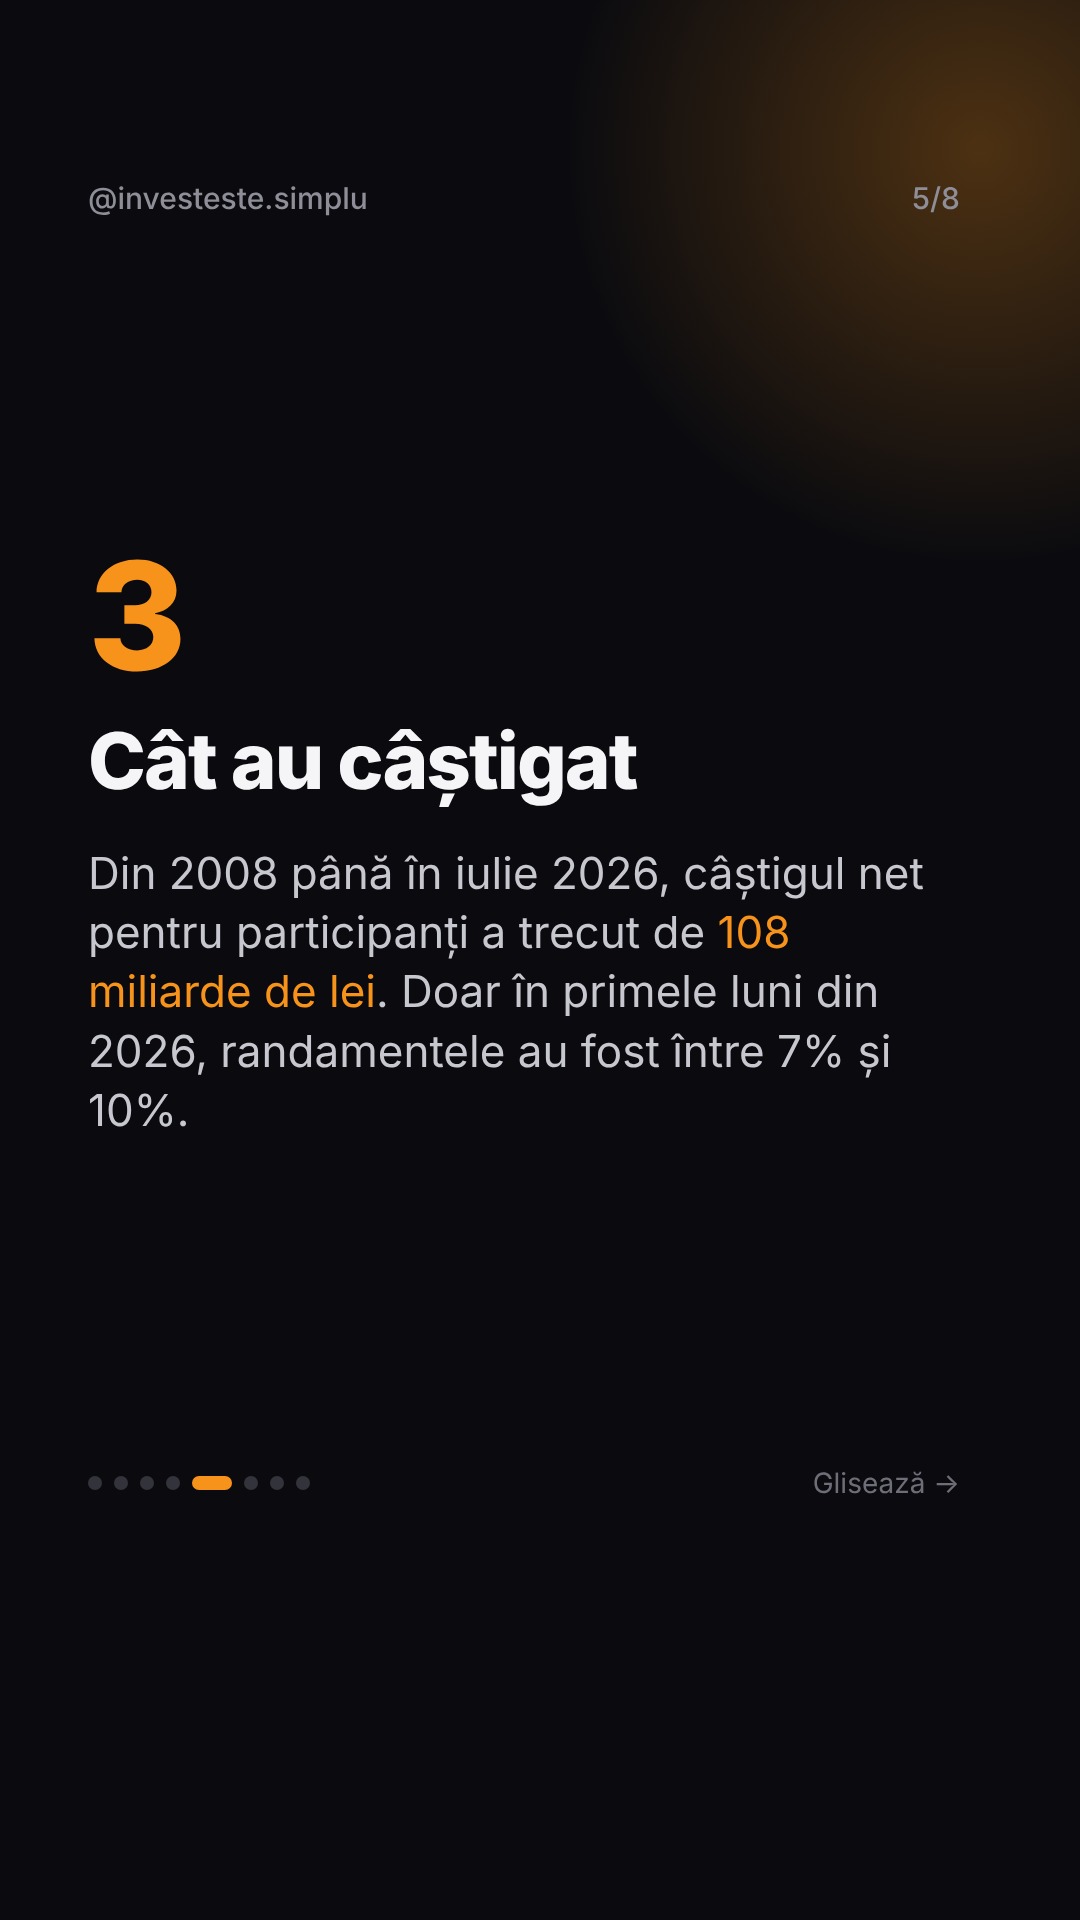 @investeste.simplu
5/8
3
Cât au câștigat
Din 2008 până în iulie 2026, câștigul net
pentru participanți a trecut de 108
miliarde de lei. Doar în primele luni din
2026, randamentele au fost între 7% și
10%.
Glisează →